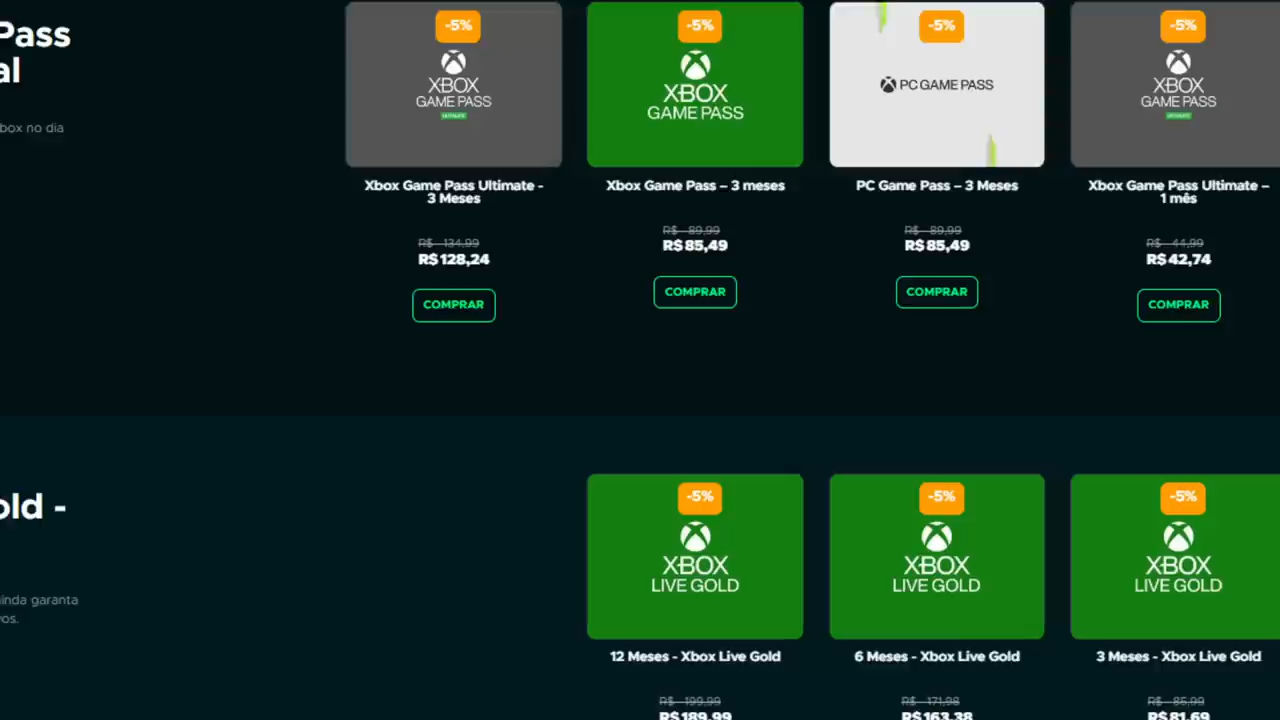 Pass
al
box no dia
-5%
XBOX
GAME PASS
ULTIMATE
Xbox Game Pass Ultimate -
3 Meses
R$ 134,99
R$ 128,24
COMPRAR
-5%
XBOX
GAME PASS
Xbox Game Pass – 3 meses
R$ 89,99
R$ 85,49
COMPRAR
-5%
PC GAME PASS
PC Game Pass – 3 Meses
R$ 89,99
R$ 85,49
COMPRAR
-5%
XBOX
GAME PASS
ULTIMATE
Xbox Game Pass Ultimate –
1 mês
R$ 44,99
R$ 42,74
COMPRAR
old -
inda garanta
vos.
-5%
XBOX
LIVE GOLD
12 Meses - Xbox Live Gold
R$ 199,99
R$ 189,99
-5%
XBOX
LIVE GOLD
6 Meses - Xbox Live Gold
R$ 171,98
R$ 163,38
-5%
XBOX
LIVE GOLD
3 Meses - Xbox Live Gold
R$ 85,99
R$ 81,69